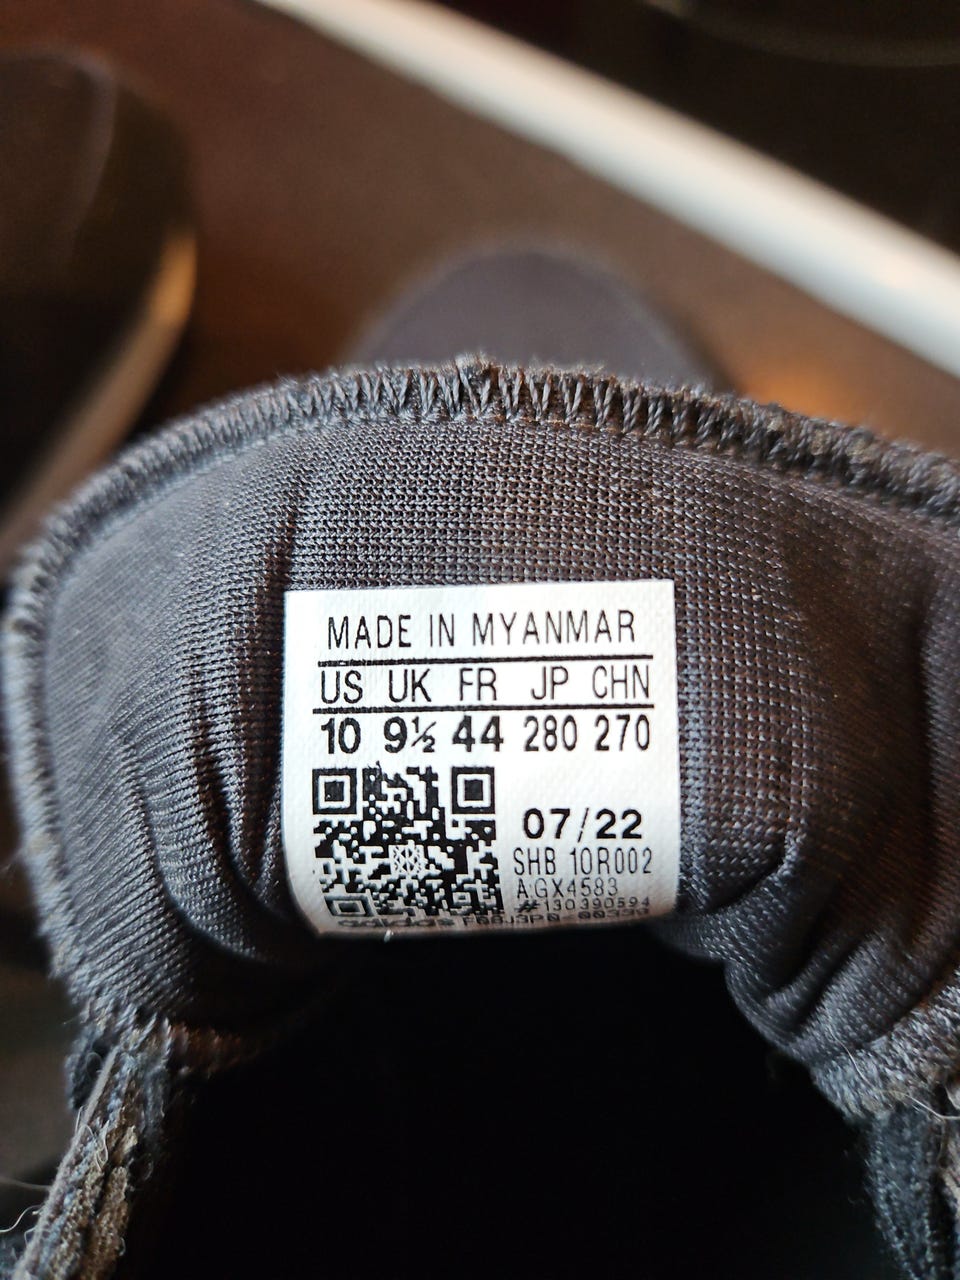 MADE IN MYANMAR
US UK FR JP CHN
10 9½ 44 280 270
07/22
SHB 10R002
A:GX4583
#130390594
adidas